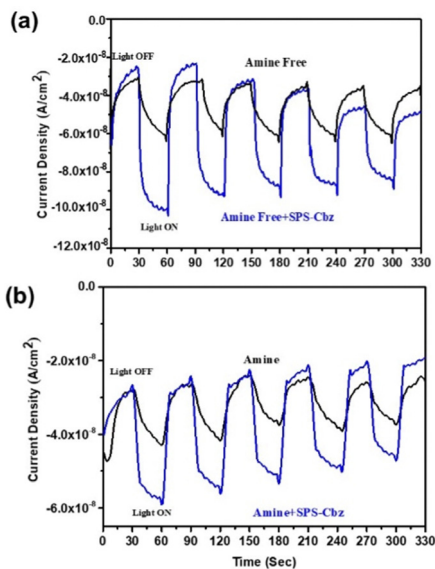 (a)
0.0
Light OFF
Amine Free
-2.0x10⁻⁸
-4.0x10⁻⁸
-6.0x10⁻⁸
-8.0x10⁻⁸
-10.0x10⁻⁸
-12.0x10⁻⁸
Current Density (A/cm²)
Amine Free+SPS-Cbz
Light ON
0 30 60 90 120 150 180 210 240 270 300 330
(b)
0.0
Amine
Light OFF
-2.0x10⁻⁸
-4.0x10⁻⁸
-6.0x10⁻⁸
Current Density (A/cm²)
Light ON
Amine+SPS-Cbz
0 30 60 90 120 150 180 210 240 270 300 330
Time (Sec)